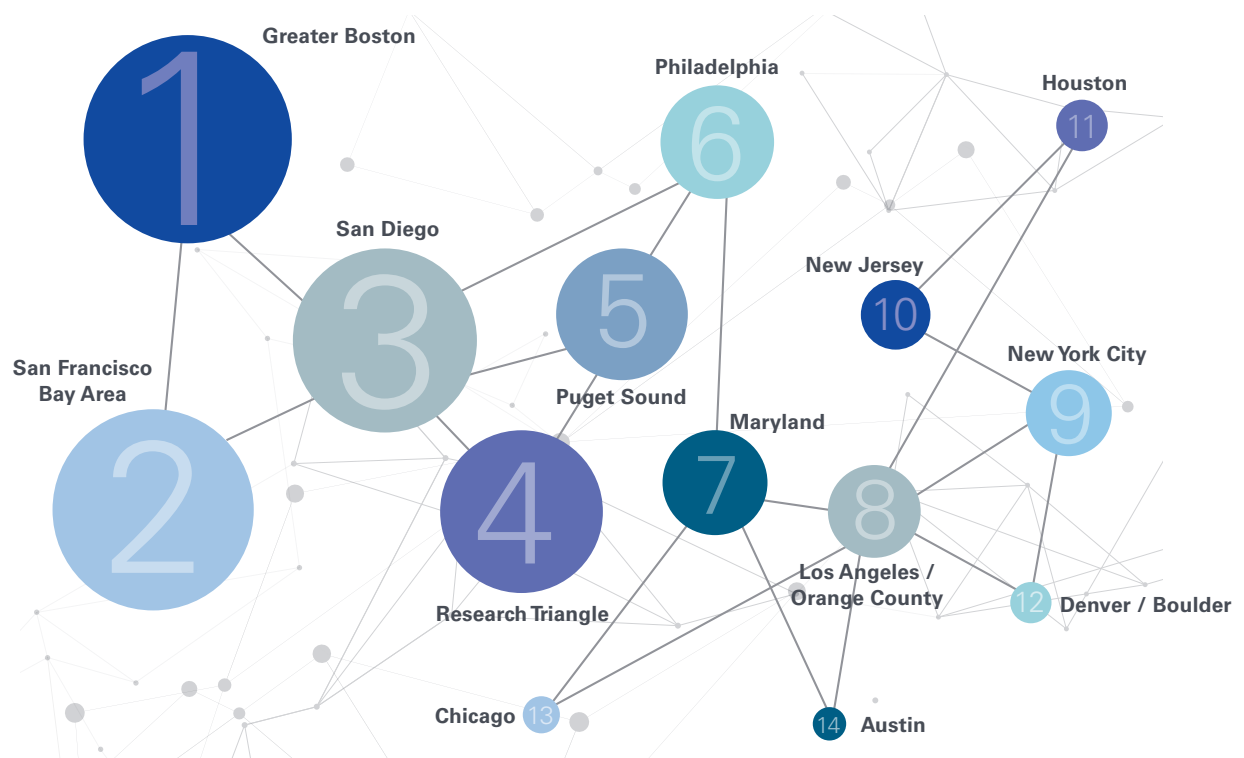 1
Greater Boston
San Francisco
Bay Area
2
San Diego
3
4
Research Triangle
5
Puget Sound
Philadelphia
6
Maryland
7
8
Los Angeles /
Orange County
New York City
9
New Jersey
10
Houston
11
12
Denver / Boulder
Chicago
13
14
Austin